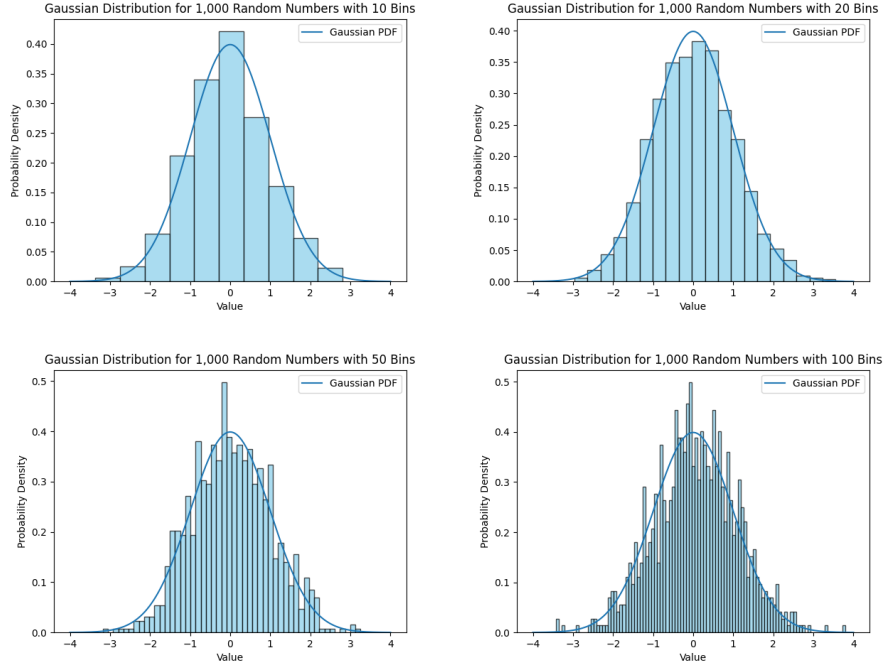 Gaussian Distribution for 1,000 Random Numbers with 10 Bins
Gaussian PDF
Probability Density
0.40
0.35
0.30
0.25
0.20
0.15
0.10
0.05
0.00
−4 −3 −2 −1 0 1 2 3 4
Value
Gaussian Distribution for 1,000 Random Numbers with 20 Bins
Gaussian PDF
Probability Density
0.40
0.35
0.30
0.25
0.20
0.15
0.10
0.05
0.00
−4 −3 −2 −1 0 1 2 3 4
Value
Gaussian Distribution for 1,000 Random Numbers with 50 Bins
Gaussian PDF
Probability Density
0.5
0.4
0.3
0.2
0.1
0.0
−4 −3 −2 −1 0 1 2 3 4
Value
Gaussian Distribution for 1,000 Random Numbers with 100 Bins
Gaussian PDF
Probability Density
0.5
0.4
0.3
0.2
0.1
0.0
−4 −3 −2 −1 0 1 2 3 4
Value